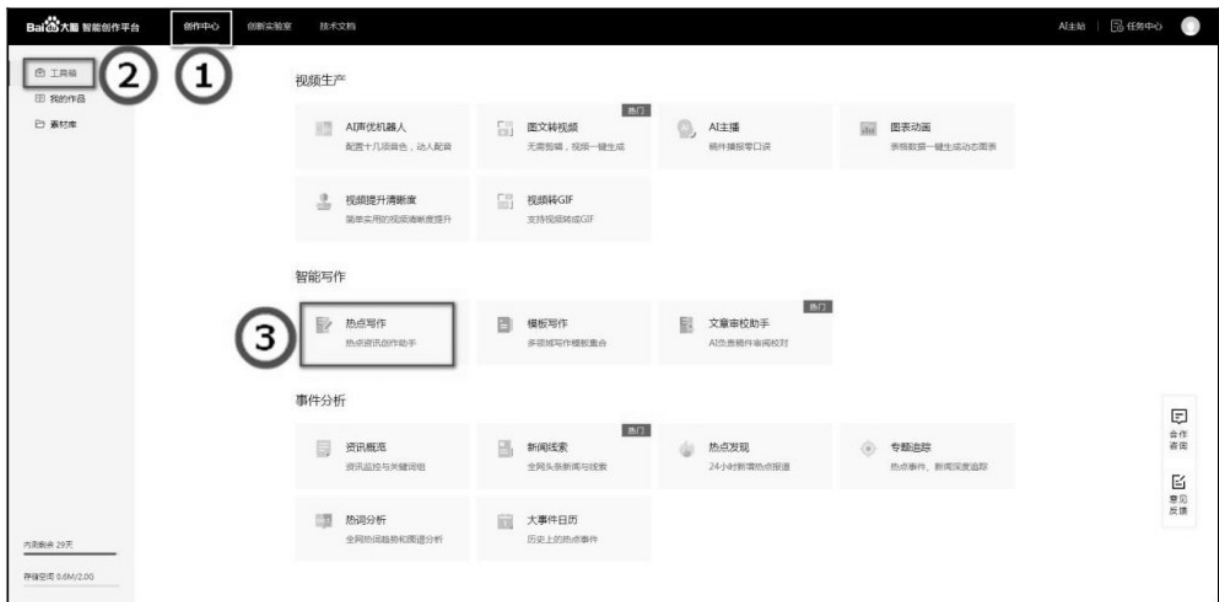 Bai大脑 智能创作平台 创作中心 创新实验室 技术文档 AI主站 任务中心
① ②
工具箱
我的作品
素材库
视频生产
热门
AI声优机器人 图文转视频 AI主播 图表动画
配置十几项音色，动人配音 无需剪辑，视频一键生成 稿件播报零口误 表格数据一键生成动态图表
视频提升清晰度 视频转GIF
简单实用的视频清晰度提升 支持视频转成GIF
智能写作
热门
③
热点写作 模板写作 文章审校助手
热点资讯创作助手 多领域写作模板集合 AI负责稿件审阅校对
事件分析
热门
资讯概览 新闻线索 热点发现 专题追踪
资讯监控与关键词组 全网头条新闻与线索 24小时新增热点报道 热点事件、新闻深度追踪
热词分析 大事件日历
全网热词趋势和图谱分析 历史上的热点事件
合作
咨询
意见
反馈
内测剩余 29天
存储空间 0.6M/2.0G